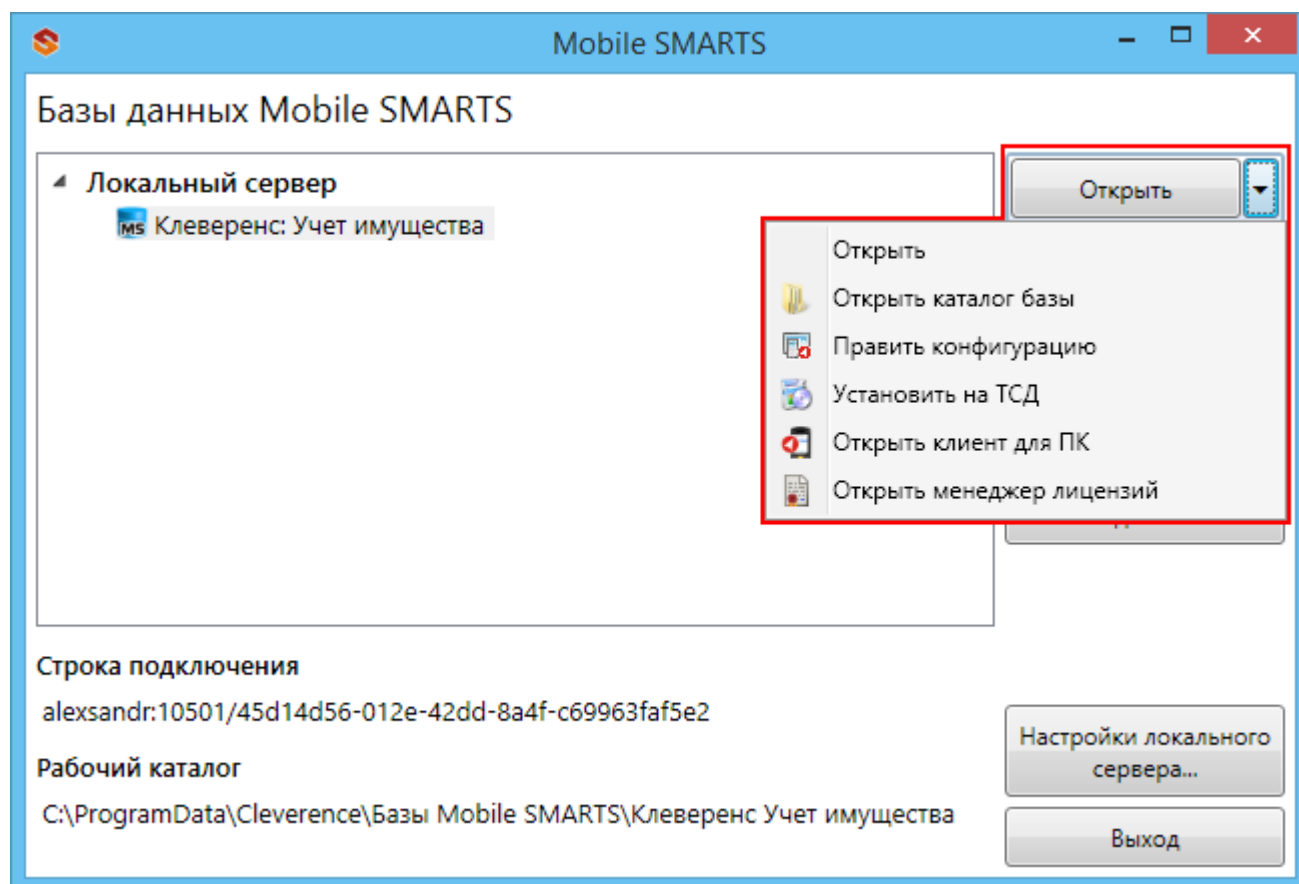 Mobile SMARTS
Базы данных Mobile SMARTS
Локальный сервер
MS Клеверенс: Учет имущества
Открыть
Открыть
Открыть каталог базы
Править конфигурацию
Установить на ТСД
Открыть клиент для ПК
Открыть менеджер лицензий
Строка подключения
alexsandr:10501/45d14d56-012e-42dd-8a4f-c69963faf5e2
Рабочий каталог
C:\ProgramData\Cleverence\Базы Mobile SMARTS\Клеверенс Учет имущества
Настройки локального
сервера...
Выход